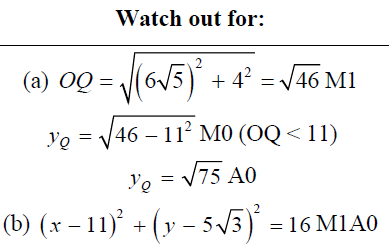 Watch out for:
(a) OQ = √((6√5)² + 4²) = √46 M1
y_Q = √(46 – 11²) M0 (OQ < 11)
y_Q = √75 A0
(b) (x – 11)² + (y – 5√3)² = 16 M1A0